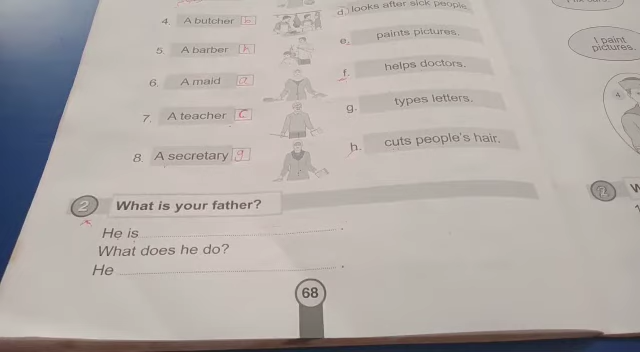 4. A butcher b
d. looks after sick people.
5. A barber h
e. paints pictures.
6. A maid a
f. helps doctors.
7. A teacher c
g. types letters.
8. A secretary g
h. cuts people's hair.
2 What is your father?
He is .
What does he do?
He .
68
I paint
pictures.
4
2